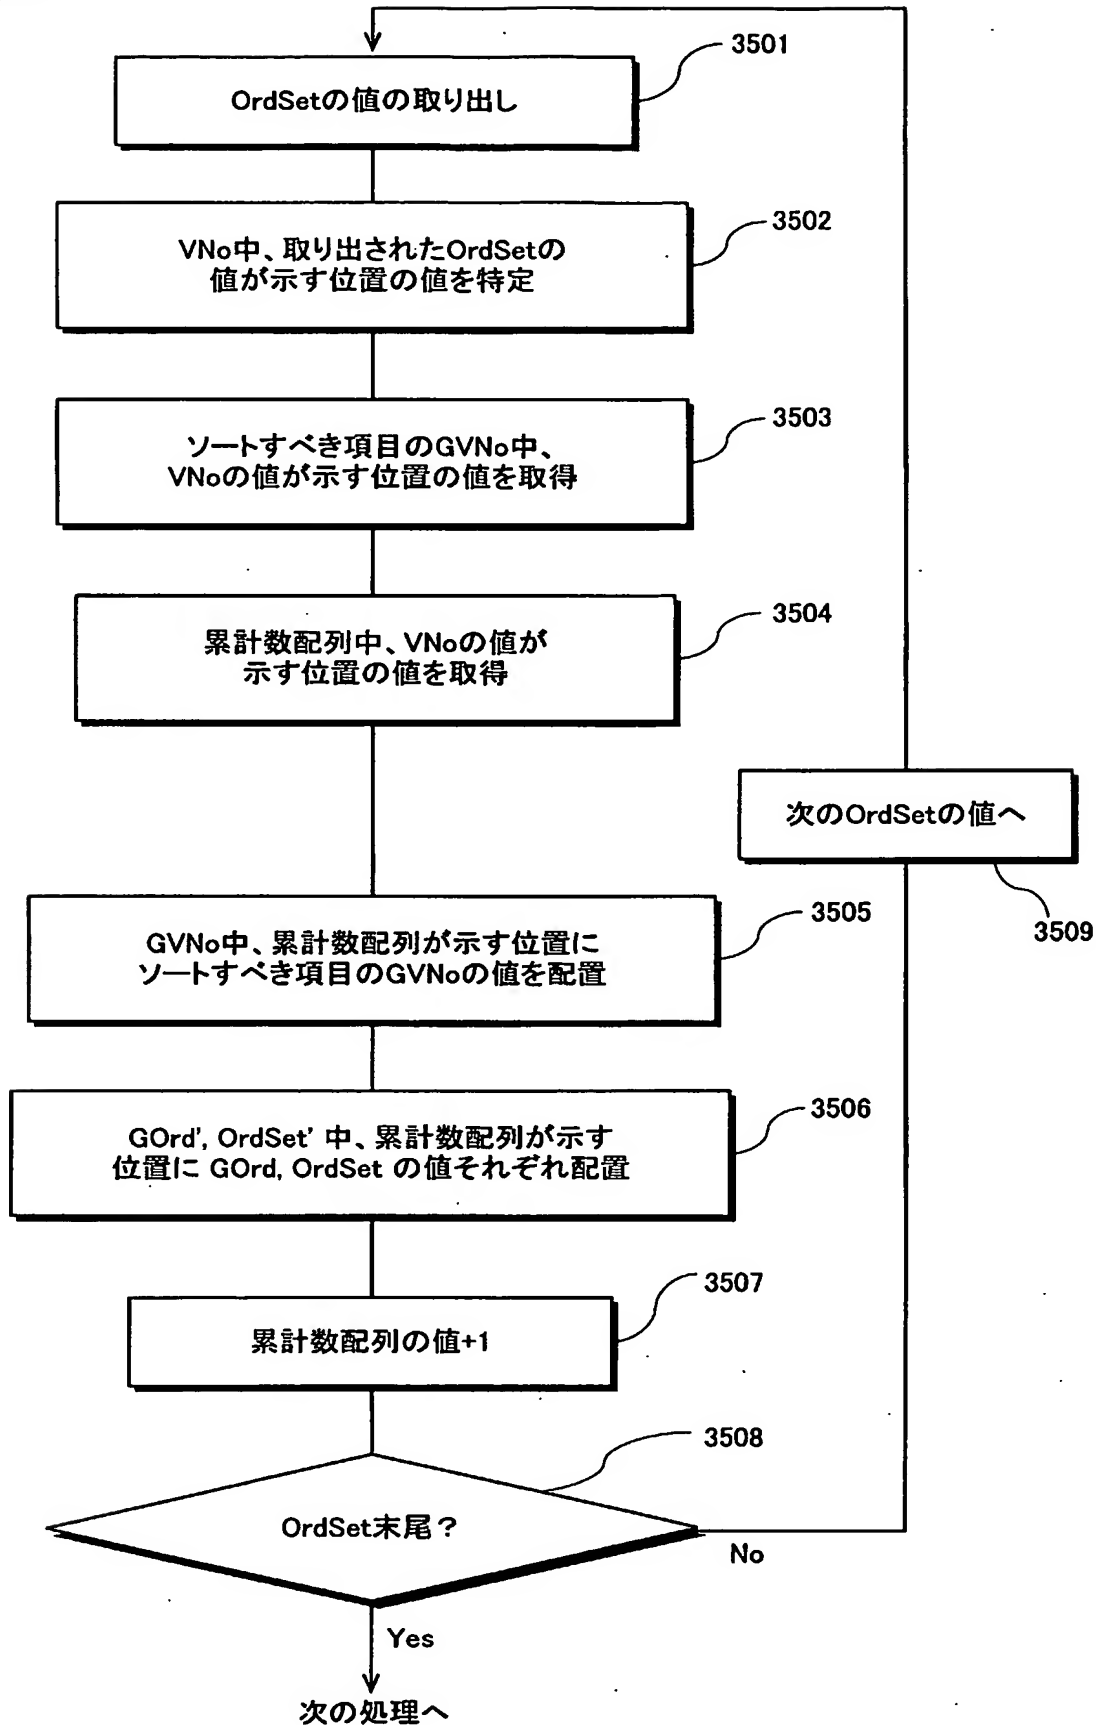 3501
OrdSetの値の取り出し
3502
VNo中、取り出されたOrdSetの
値が示す位置の値を特定
3503
ソートすべき項目のGVNo中、
VNoの値が示す位置の値を取得
3504
累計数配列中、VNoの値が
示す位置の値を取得
次のOrdSetの値へ
3509
3505
GVNo中、累計数配列が示す位置に
ソートすべき項目のGVNoの値を配置
3506
GOrd', OrdSet' 中、累計数配列が示す
位置に GOrd, OrdSet の値それぞれ配置
3507
累計数配列の値+1
3508
OrdSet末尾？
No
Yes
次の処理へ